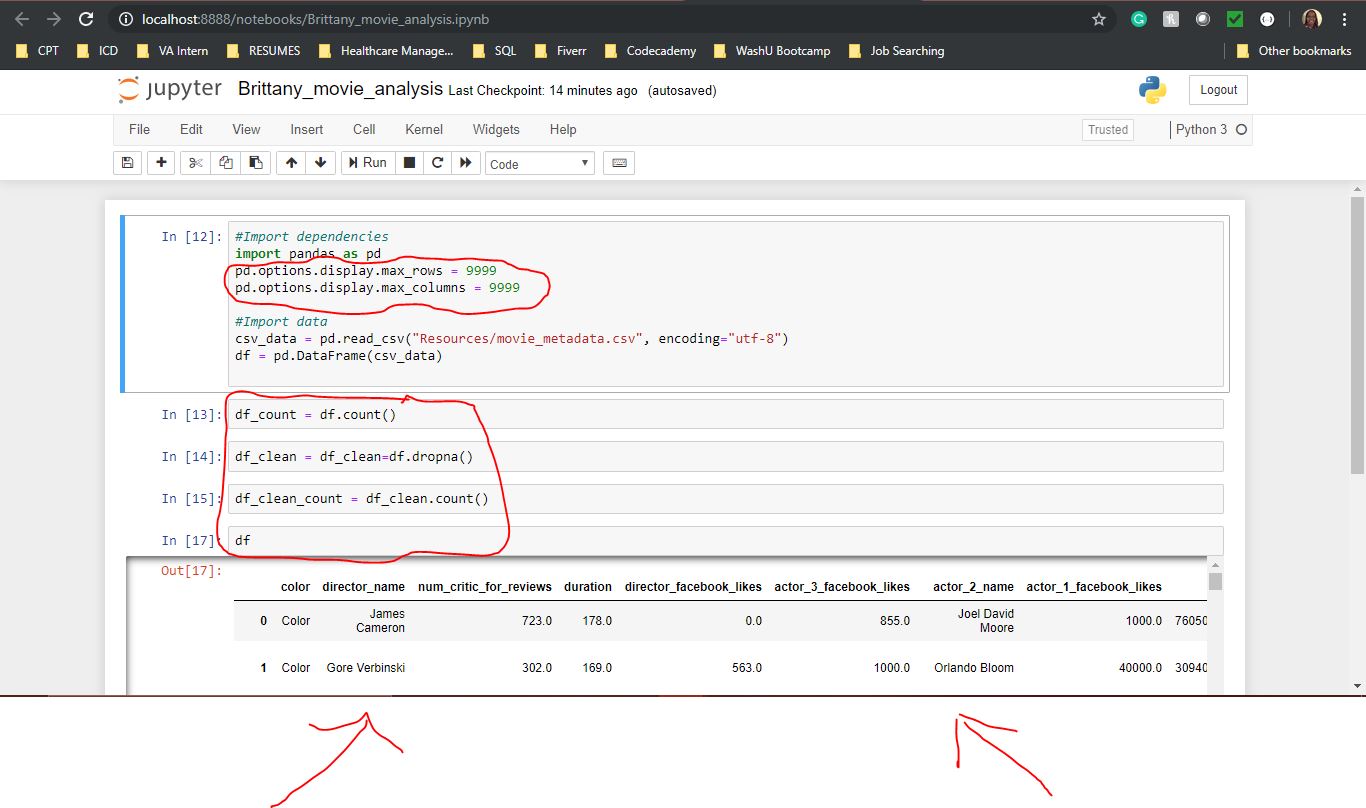 localhost:8888/notebooks/Brittany_movie_analysis.ipynb
CPT ICD VA Intern RESUMES Healthcare Manage... SQL Fiverr Codecademy WashU Bootcamp Job Searching Other bookmarks
jupyter Brittany_movie_analysis Last Checkpoint: 14 minutes ago (autosaved) Logout
File Edit View Insert Cell Kernel Widgets Help Trusted Python 3
Run Code
In [12]: #Import dependencies
import pandas as pd
pd.options.display.max_rows = 9999
pd.options.display.max_columns = 9999
#Import data
csv_data = pd.read_csv("Resources/movie_metadata.csv", encoding="utf-8")
df = pd.DataFrame(csv_data)
In [13]: df_count = df.count()
In [14]: df_clean = df_clean=df.dropna()
In [15]: df_clean_count = df_clean.count()
In [17]: df
Out[17]:
color director_name num_critic_for_reviews duration director_facebook_likes actor_3_facebook_likes actor_2_name actor_1_facebook_likes
0 Color James Cameron 723.0 178.0 0.0 855.0 Joel David Moore 1000.0 76050
1 Color Gore Verbinski 302.0 169.0 563.0 1000.0 Orlando Bloom 40000.0 30940